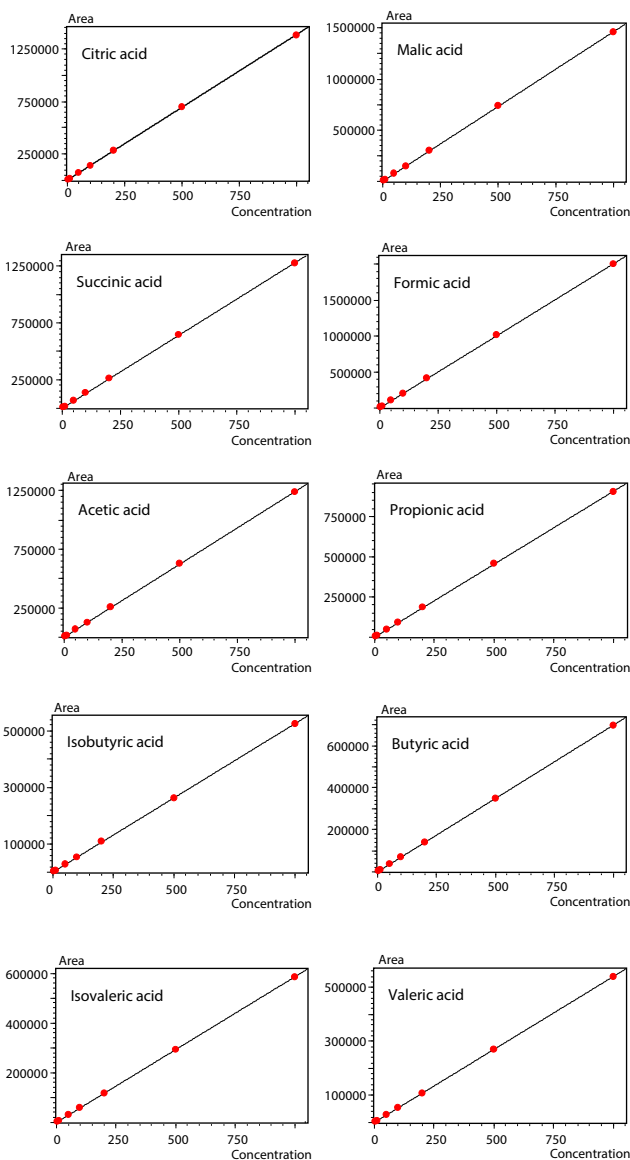 Area
Citric acid
1250000
750000
250000
0 250 500 750
Concentration
Area
Malic acid
1500000
1000000
500000
0 250 500 750
Concentration
Area
Succinic acid
1250000
750000
250000
0 250 500 750
Concentration
Area
Formic acid
1500000
1000000
500000
0 250 500 750
Concentration
Area
Acetic acid
1250000
750000
250000
0 250 500 750
Concentration
Area
Propionic acid
750000
500000
250000
0 250 500 750
Concentration
Area
Isobutyric acid
500000
300000
100000
0 250 500 750
Concentration
Area
Butyric acid
600000
400000
200000
0 250 500 750
Concentration
Area
Isovaleric acid
600000
400000
200000
0 250 500 750
Concentration
Area
Valeric acid
500000
300000
100000
0 250 500 750
Concentration